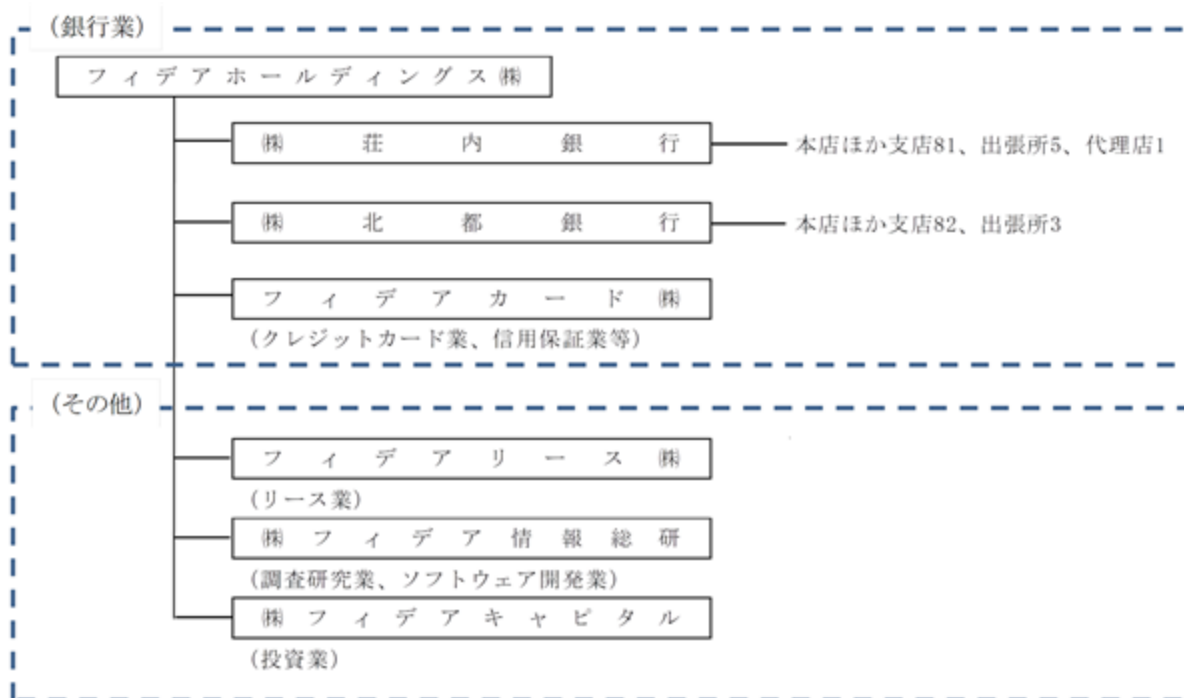 （銀行業）
フィデアホールディングス㈱
㈱荘内銀行
本店ほか支店81、出張所5、代理店1
㈱北都銀行
本店ほか支店82、出張所3
フィデアカード㈱
（クレジットカード業、信用保証業等）
（その他）
フィデアリース㈱
（リース業）
㈱フィデア情報総研
（調査研究業、ソフトウェア開発業）
㈱フィデアキャピタル
（投資業）